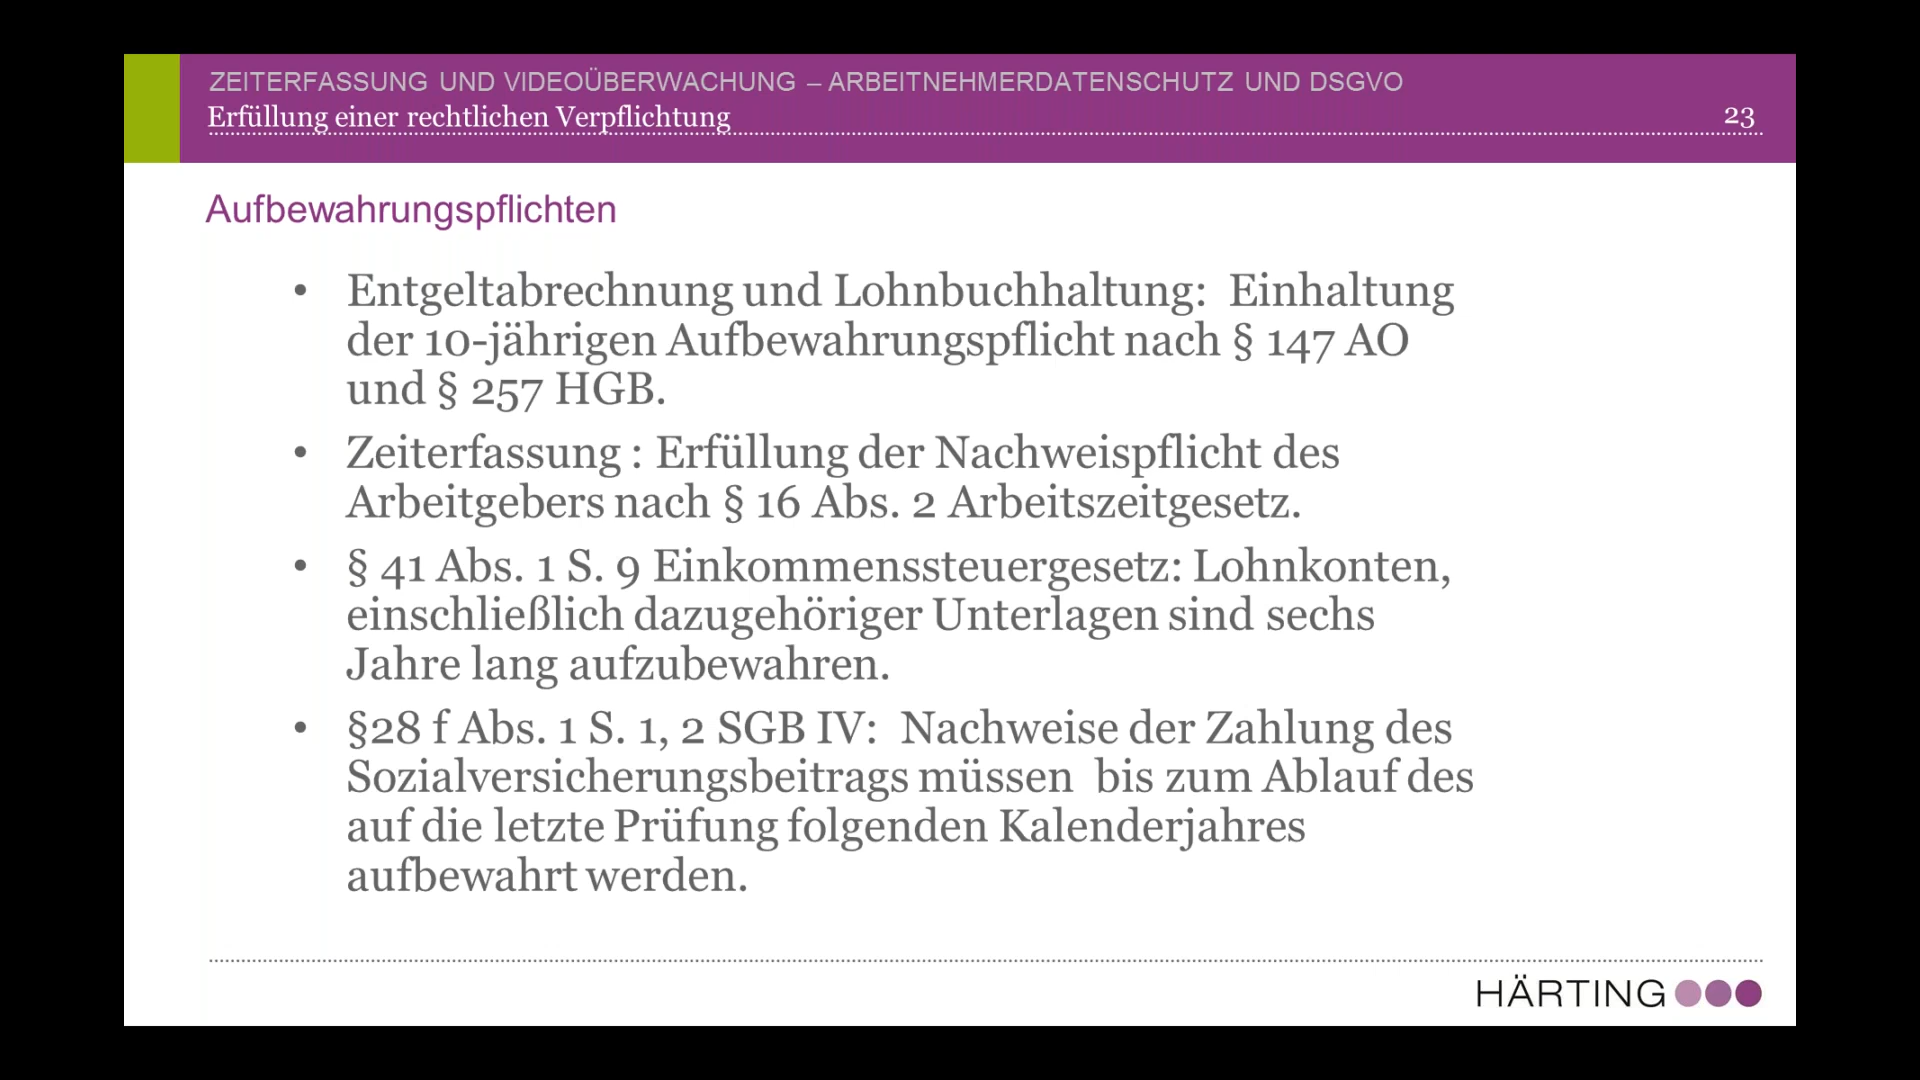 ZEITERFASSUNG UND VIDEOÜBERWACHUNG – ARBEITNEHMERDATENSCHUTZ UND DSGVO
Erfüllung einer rechtlichen Verpflichtung
23
Aufbewahrungspflichten
• Entgeltabrechnung und Lohnbuchhaltung: Einhaltung
der 10-jährigen Aufbewahrungspflicht nach § 147 AO
und § 257 HGB.
• Zeiterfassung : Erfüllung der Nachweispflicht des
Arbeitgebers nach § 16 Abs. 2 Arbeitszeitgesetz.
• § 41 Abs. 1 S. 9 Einkommenssteuergesetz: Lohnkonten,
einschließlich dazugehöriger Unterlagen sind sechs
Jahre lang aufzubewahren.
• §28 f Abs. 1 S. 1, 2 SGB IV: Nachweise der Zahlung des
Sozialversicherungsbeitrags müssen bis zum Ablauf des
auf die letzte Prüfung folgenden Kalenderjahres
aufbewahrt werden.
HÄRTING